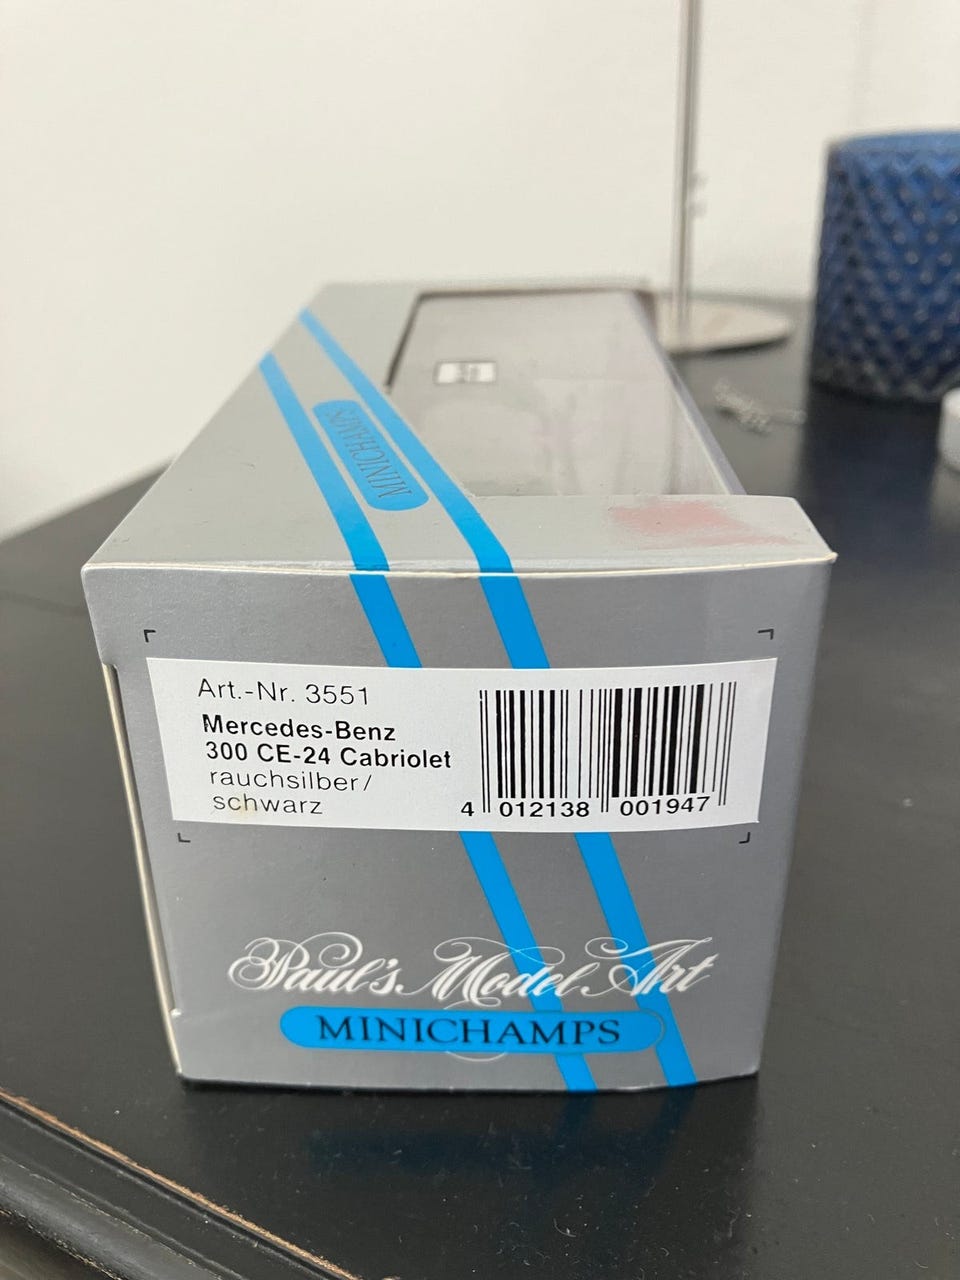 MINICHAMPS
Art.-Nr. 3551
Mercedes-Benz
300 CE-24 Cabriolet
rauchsilber/
schwarz
4 012138 001947
Paul's Model Art
MINICHAMPS